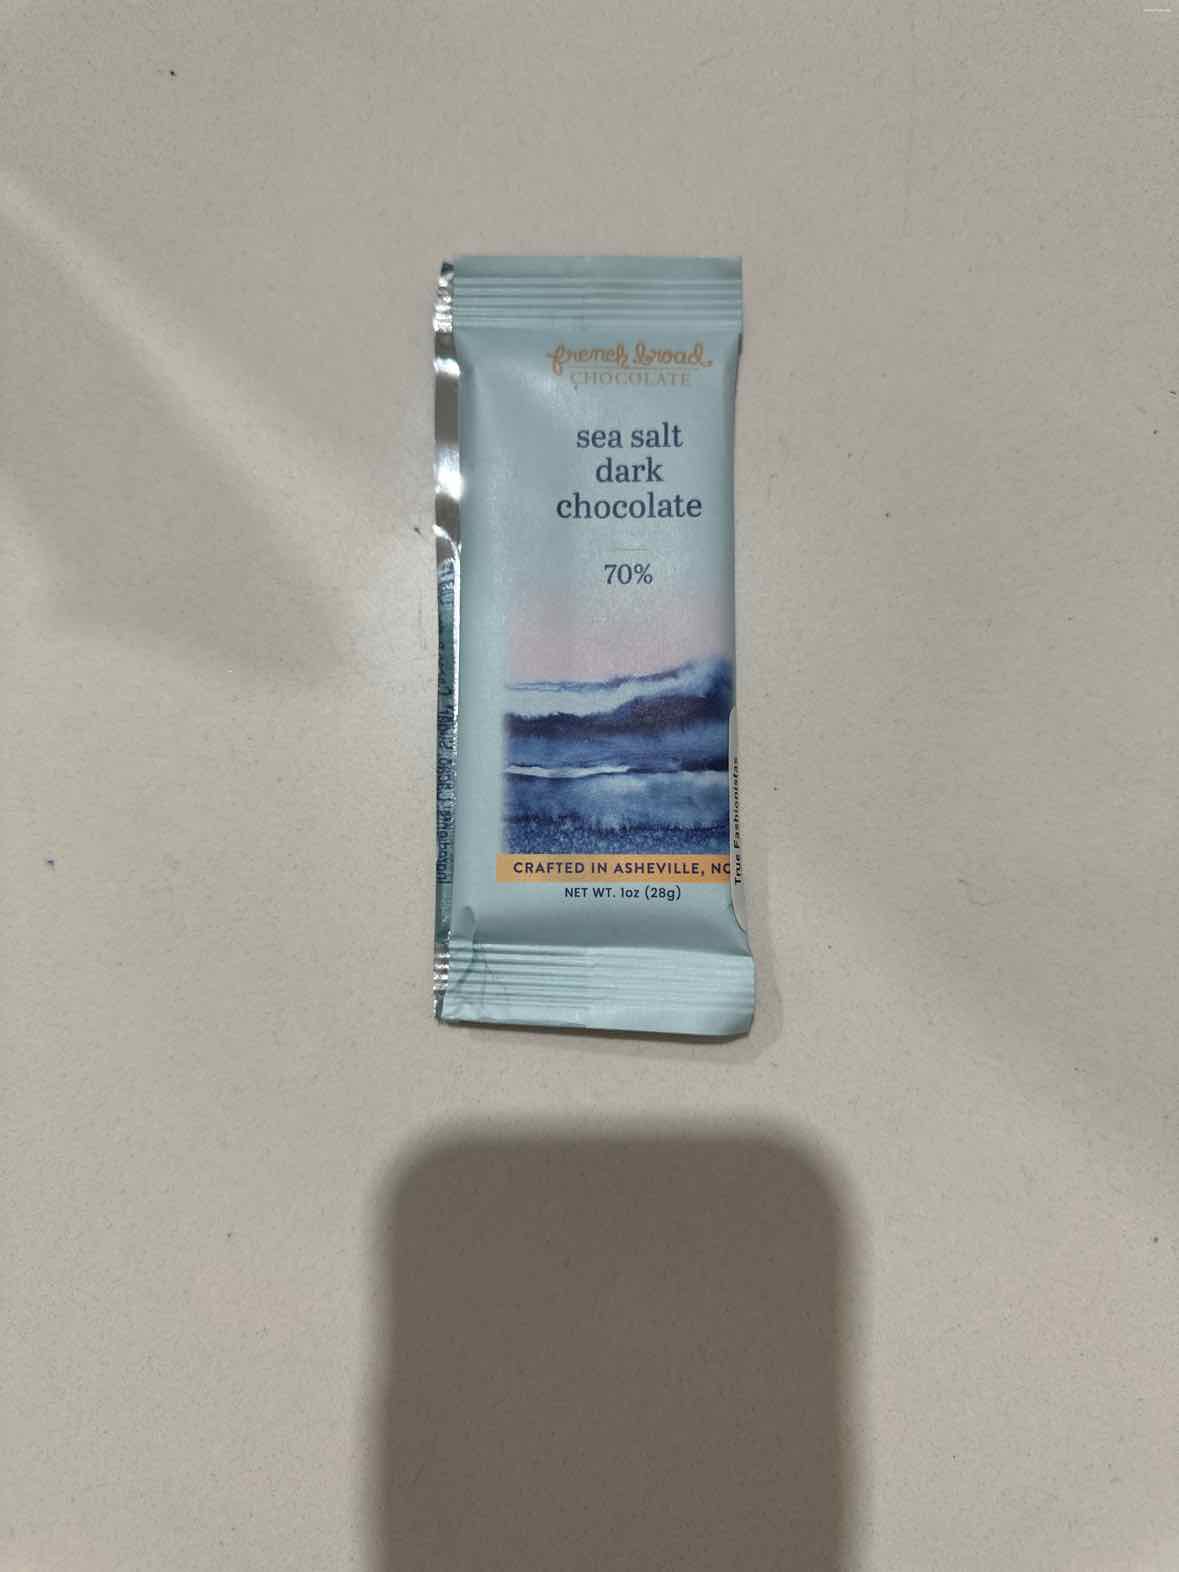 french broad
CHOCOLATE
sea salt
dark
chocolate
70%
CRAFTED IN ASHEVILLE, NC
NET WT. 1oz (28g)
True Fashionistas